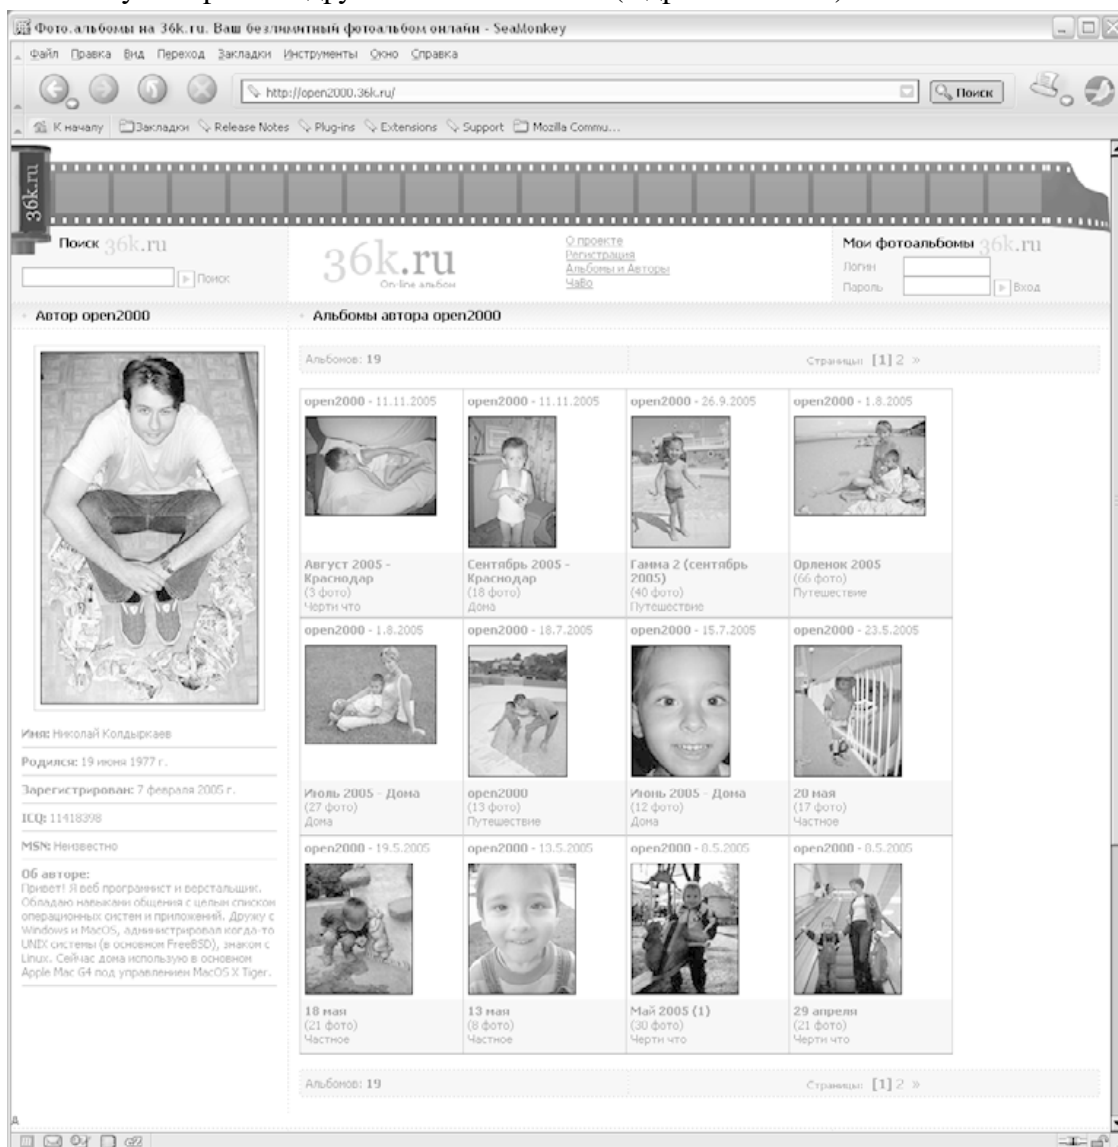 Фото.альбомы на 36k.ru. Ваш безлимитный фотоальбом онлайн - SeaMonkey
Файл Правка Вид Переход Закладки Инструменты Окно Справка
http://open2000.36k.ru/
Поиск
К началу Закладки Release Notes Plug-ins Extensions Support Mozilla Commu...
36k.ru
Поиск 36k.ru
Поиск
36k.ru
On-line альбом
О проекте
Регистрация
Альбомы и Авторы
ЧаВо
Мои фотоальбомы 36k.ru
Логин
Пароль Вход
Автор open2000
Альбомы автора open2000
Альбомов: 19 Страницы: [1] 2 »
open2000 - 11.11.2005 open2000 - 11.11.2005 open2000 - 26.9.2005 open2000 - 1.8.2005
Август 2005 - Краснодар
(3 фото)
Черти что
Сентябрь 2005 - Краснодар
(18 фото)
Дома
Гамма 2 (сентябрь 2005)
(40 фото)
Путешествие
Орленок 2005
(66 фото)
Путешествие
open2000 - 1.8.2005 open2000 - 18.7.2005 open2000 - 15.7.2005 open2000 - 23.5.2005
Июль 2005 - Дома
(27 фото)
Дома
open2000
(13 фото)
Путешествие
Июнь 2005 - Дома
(12 фото)
Дома
20 мая
(17 фото)
Частное
open2000 - 19.5.2005 open2000 - 13.5.2005 open2000 - 8.5.2005 open2000 - 8.5.2005
18 мая
(21 фото)
Частное
13 мая
(8 фото)
Частное
Май 2005 (1)
(30 фото)
Черти что
29 апреля
(21 фото)
Черти что
Альбомов: 19 Страницы: [1] 2 »
Имя: Николай Колдыркаев
Родился: 19 июня 1977 г.
Зарегистрирован: 7 февраля 2005 г.
ICQ: 11418398
MSN: Неизвестно
Об авторе:
Привет! Я веб программист и верстальщик.
Обладаю навыками общения с целым списком
операционных систем и приложений. Дружу с
Windows и MacOS, администрировал когда-то
UNIX системы (в основном FreeBSD), знаком с
Linux. Сейчас дома использую в основном
Apple Mac G4 под управлением MacOS X Tiger.